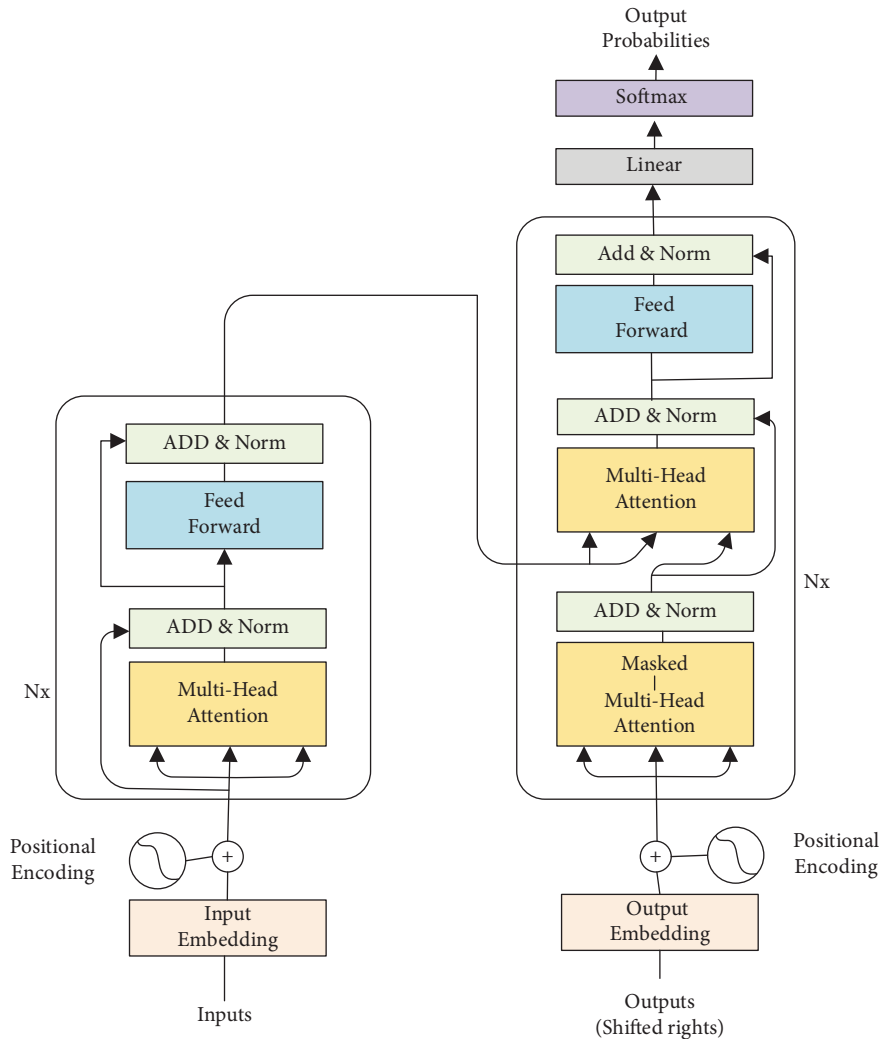 Output
Probabilities
Softmax
Linear
Add & Norm
Feed
Forward
ADD & Norm
Multi-Head
Attention
Nx
ADD & Norm
Masked
Multi-Head
Attention
Positional
Encoding
+
Output
Embedding
Outputs
(Shifted rights)
ADD & Norm
Feed
Forward
ADD & Norm
Nx
Multi-Head
Attention
Positional
Encoding
+
Input
Embedding
Inputs